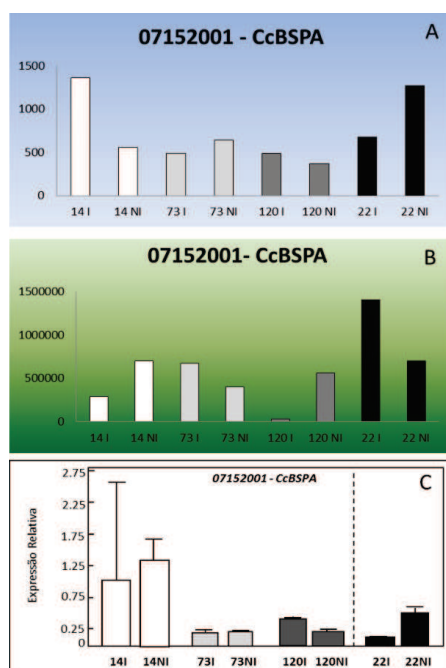 A
07152001 - CcBSPA
1500
1000
500
0
14 I 14 NI 73 I 73 NI 120 I 120 NI 22 I 22 NI
B
07152001- CcBSPA
1500000
1000000
500000
0
14 I 14 NI 73 I 73 NI 120 I 120 NI 22 I 22 NI
C
07152001 - CcBSPA
Expressão Relativa
2.75
2.25
1.75
1.25
0.75
0.25
0
14I 14NI 73I 73NI 120I 120NI 22I 22NI